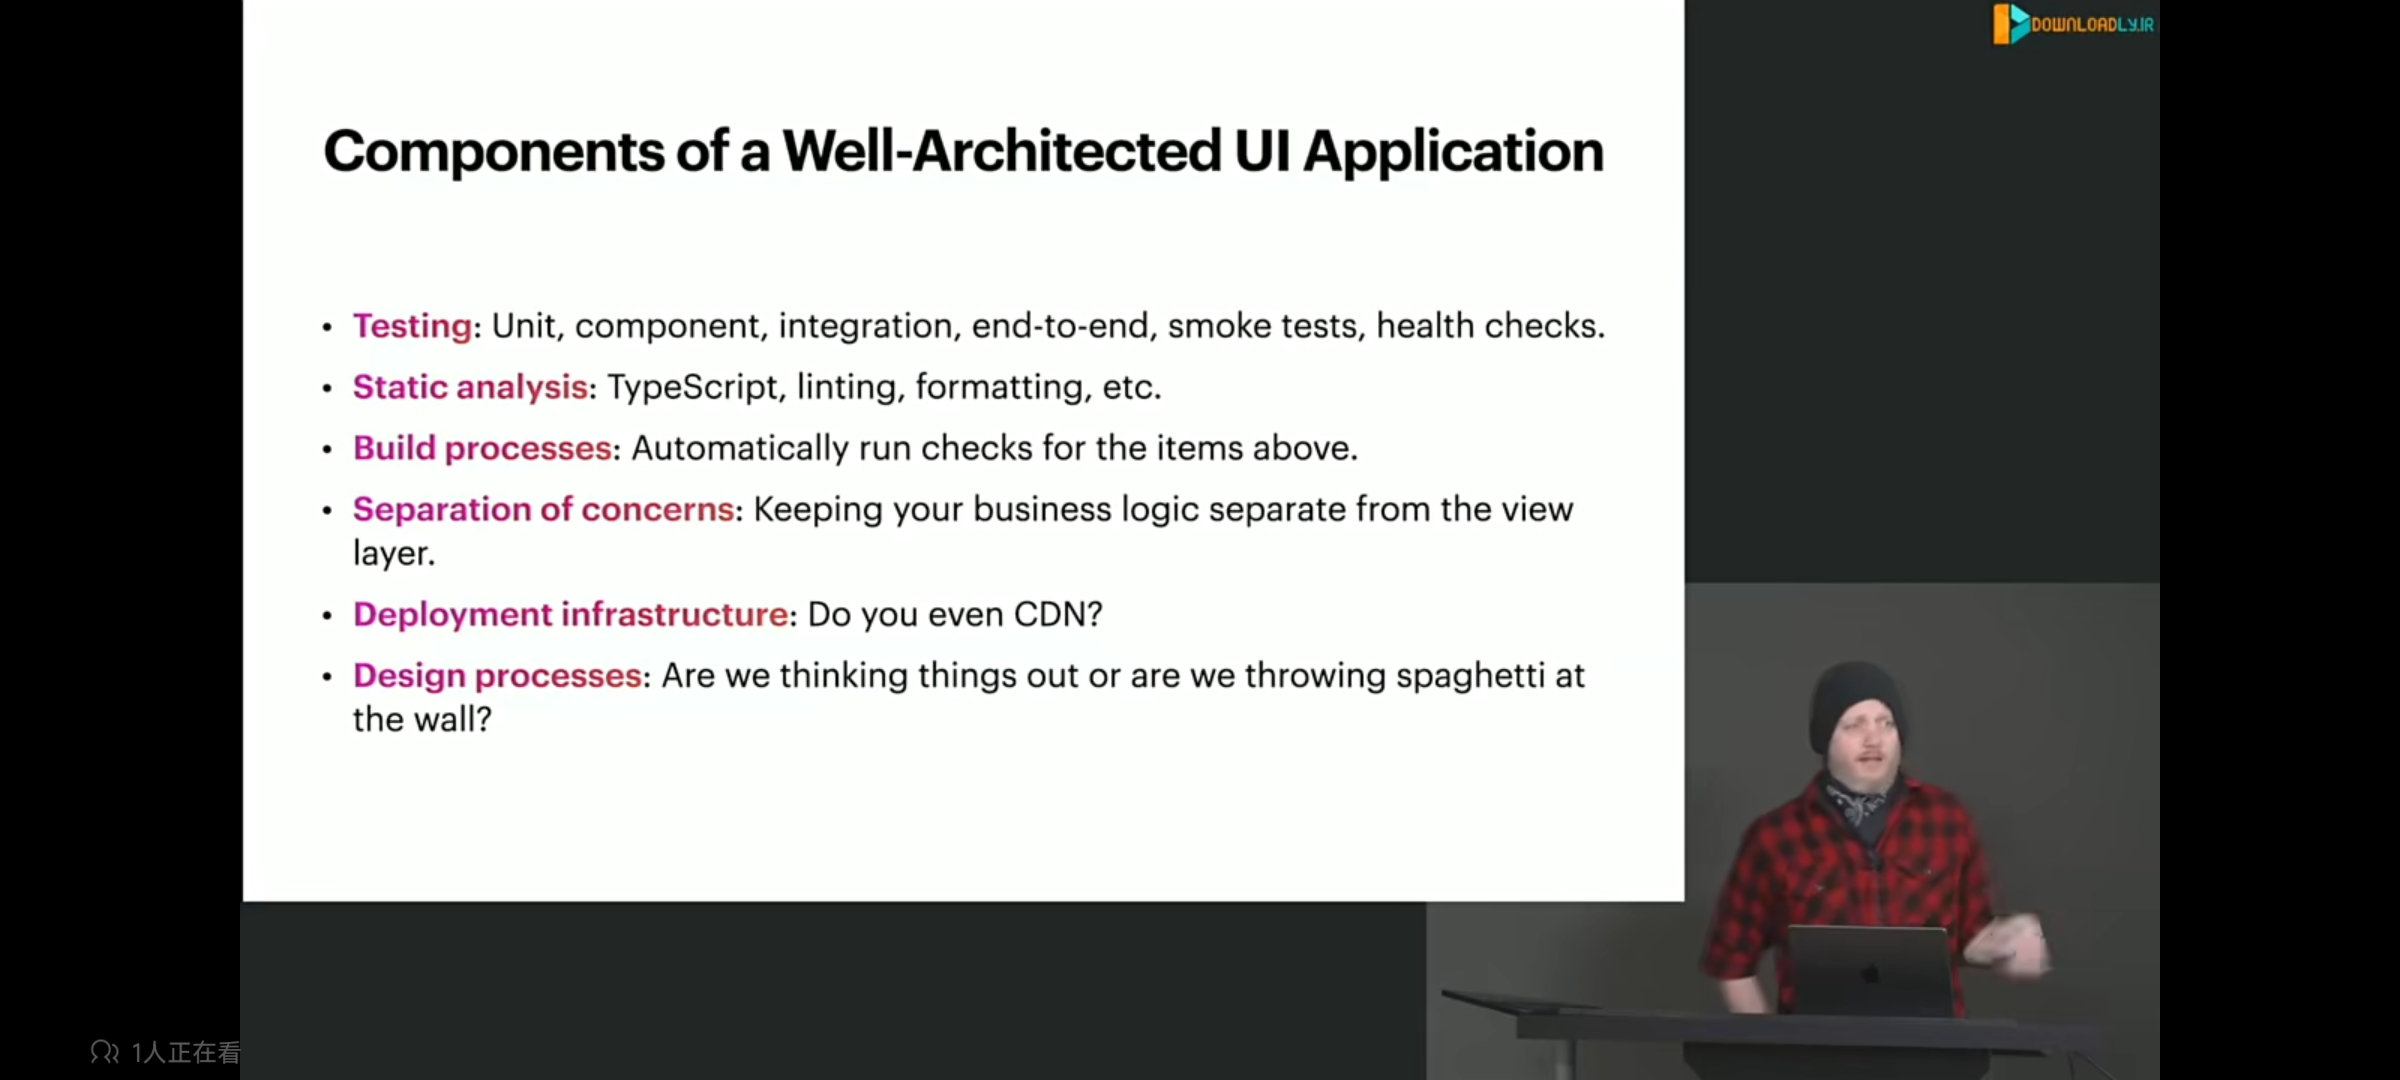 DOWNLOADLY.IR
Components of a Well-Architected UI Application
• Testing: Unit, component, integration, end-to-end, smoke tests, health checks.
• Static analysis: TypeScript, linting, formatting, etc.
• Build processes: Automatically run checks for the items above.
• Separation of concerns: Keeping your business logic separate from the view
layer.
• Deployment infrastructure: Do you even CDN?
• Design processes: Are we thinking things out or are we throwing spaghetti at
the wall?
1人正在看